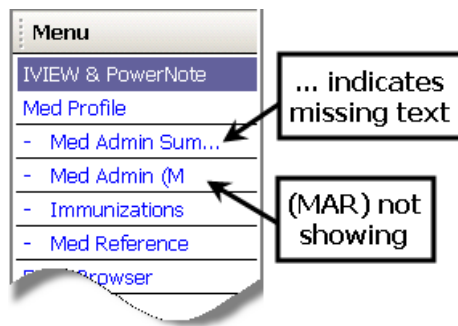 Menu
IVIEW & PowerNote
Med Profile
- Med Admin Sum...
- Med Admin (M
- Immunizations
- Med Reference
Browser
... indicates
missing text
(MAR) not
showing